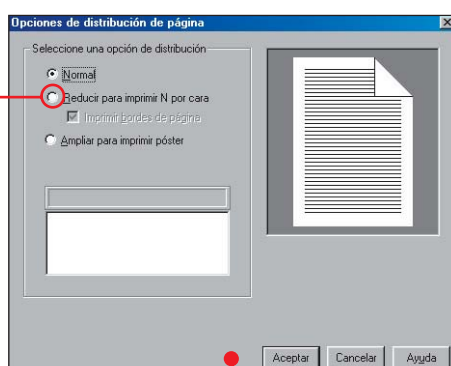 Opciones de distribución de página
Seleccione una opción de distribución
Normal
Reducir para imprimir N por cara
Imprimir bordes de página
Ampliar para imprimir póster
Aceptar Cancelar Ayuda